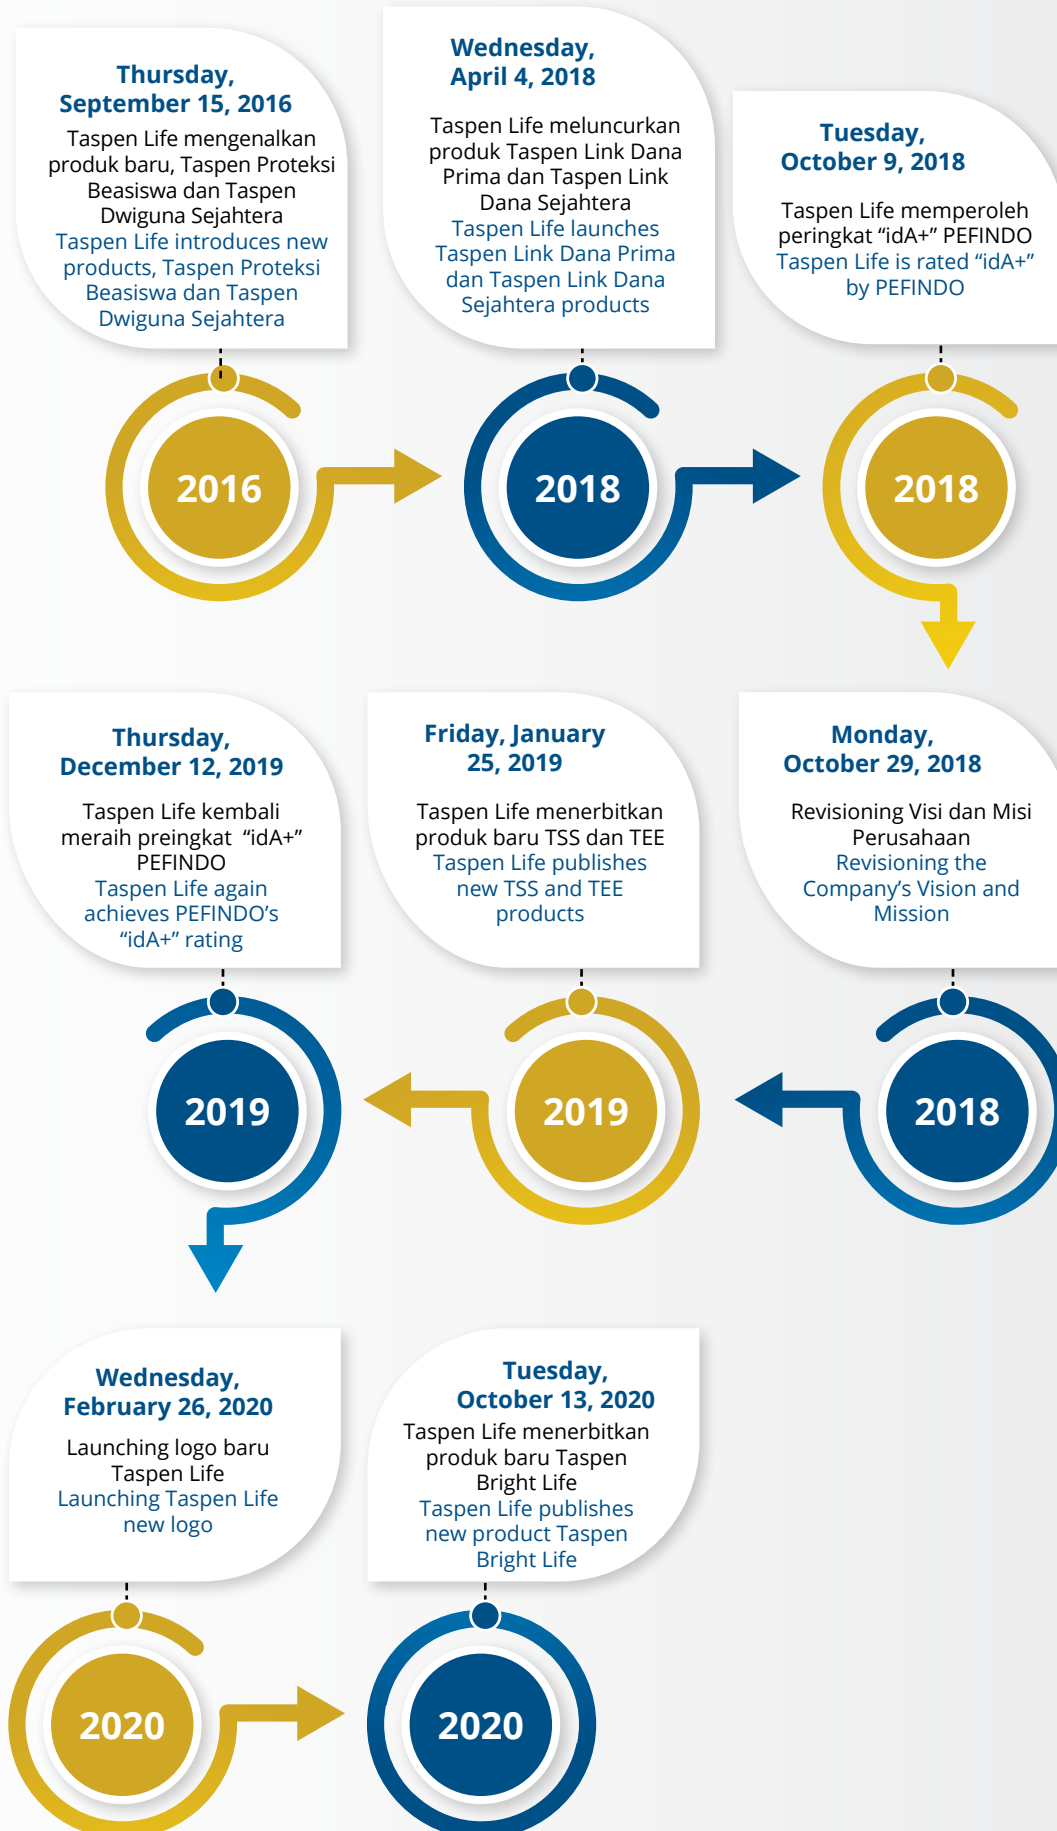 Thursday,
September 15, 2016
Taspen Life mengenalkan
produk baru, Taspen Proteksi
Beasiswa dan Taspen
Dwiguna Sejahtera
Taspen Life introduces new
products, Taspen Proteksi
Beasiswa dan Taspen
Dwiguna Sejahtera
2016
Wednesday,
April 4, 2018
Taspen Life meluncurkan
produk Taspen Link Dana
Prima dan Taspen Link
Dana Sejahtera
Taspen Life launches
Taspen Link Dana Prima
dan Taspen Link Dana
Sejahtera products
2018
Tuesday,
October 9, 2018
Taspen Life memperoleh
peringkat “idA+” PEFINDO
Taspen Life is rated “idA+”
by PEFINDO
2018
Monday,
October 29, 2018
Revisioning Visi dan Misi
Perusahaan
Revisioning the
Company’s Vision and
Mission
2018
Friday, January
25, 2019
Taspen Life menerbitkan
produk baru TSS dan TEE
Taspen Life publishes
new TSS and TEE
products
2019
Thursday,
December 12, 2019
Taspen Life kembali
meraih preingkat “idA+”
PEFINDO
Taspen Life again
achieves PEFINDO’s
“idA+” rating
2019
Wednesday,
February 26, 2020
Launching logo baru
Taspen Life
Launching Taspen Life
new logo
2020
Tuesday,
October 13, 2020
Taspen Life menerbitkan
produk baru Taspen
Bright Life
Taspen Life publishes
new product Taspen
Bright Life
2020